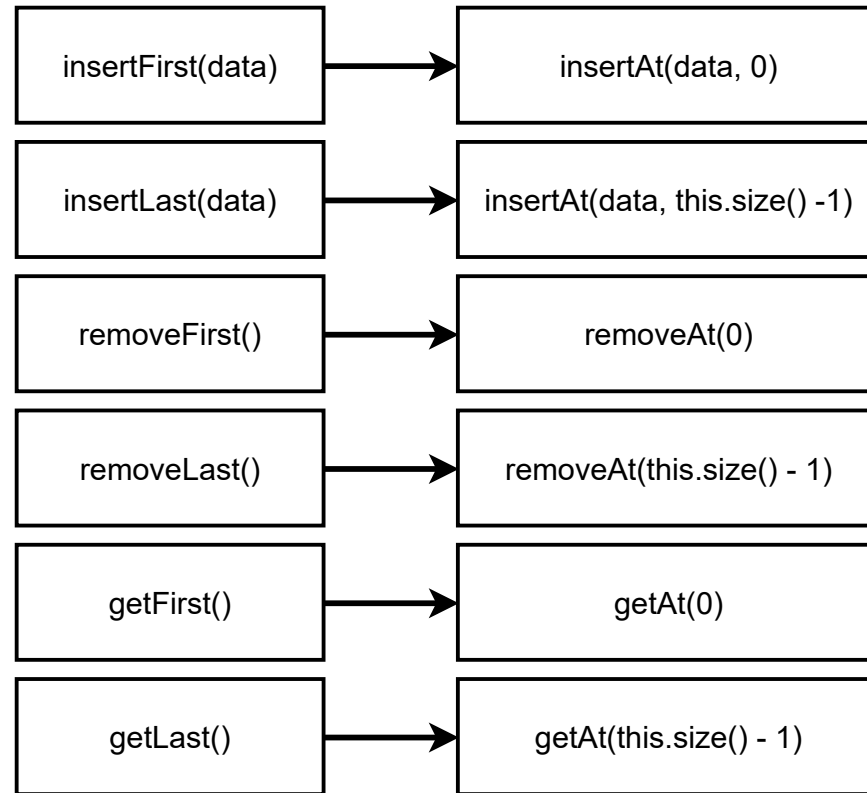 insertFirst(data)
insertAt(data, 0)
insertLast(data)
insertAt(data, this.size() -1)
removeFirst()
removeAt(0)
removeLast()
removeAt(this.size() - 1)
getFirst()
getAt(0)
getLast()
getAt(this.size() - 1)